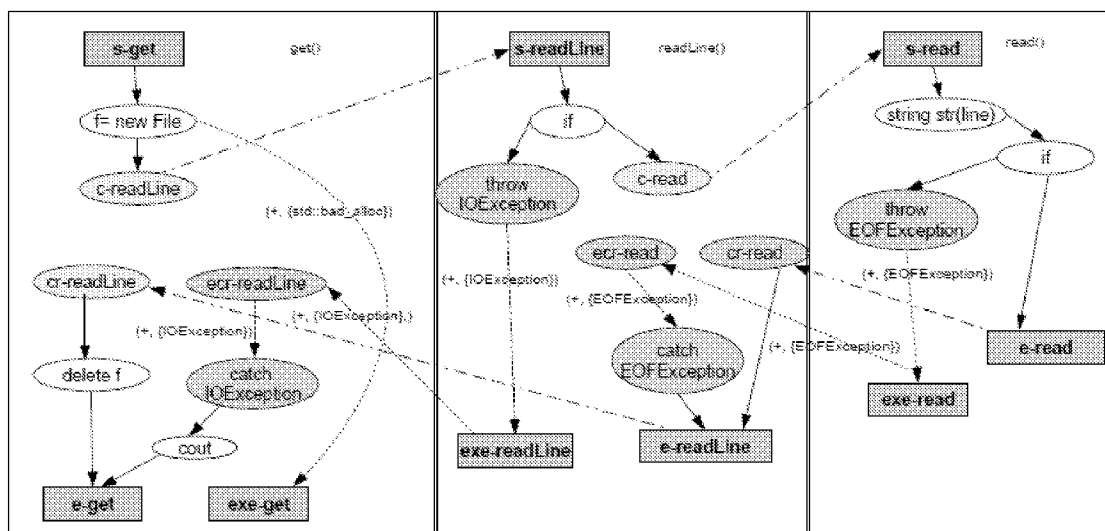 s-get
get()
f= new File
c-readLine
(+, {std::bad_alloc})
cr-readLine
ecr-readLine
(+, {IOException})
(+, {IOException},)
delete f
catch
IOException
cout
e-get
exe-get
s-readLine
readLine()
if
throw
IOException
c-read
ecr-read
cr-read
(+, {IOException})
(+, {EOFException})
catch
EOFException
(+, {EOFException})
exe-readLine
e-readLine
s-read
read()
string str(line)
if
throw
EOFException
(+, {EOFException})
e-read
exe-read